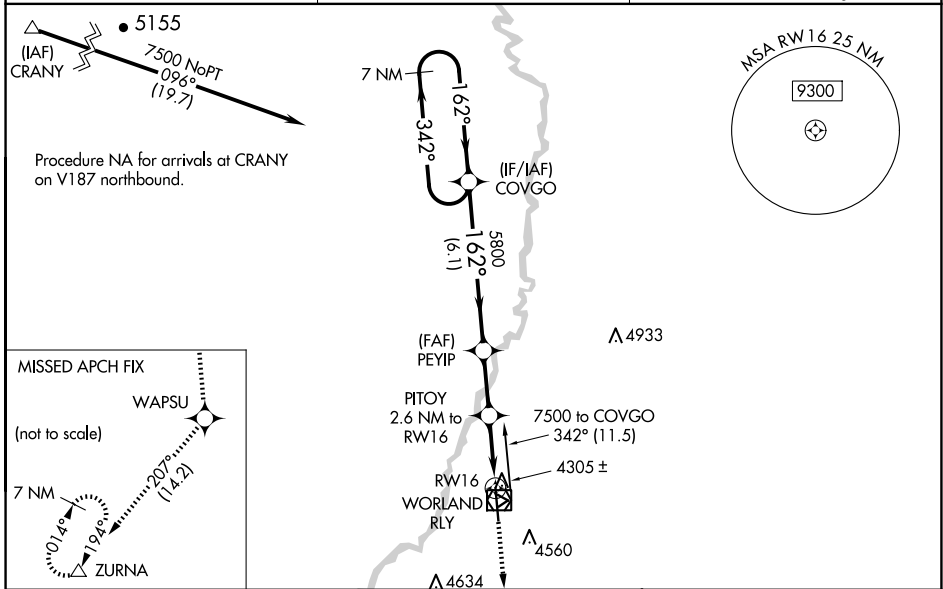 (IAF)
CRANY
5155
7500 NoPT
096°
(19.7)
Procedure NA for arrivals at CRANY
on V187 northbound.
7 NM
162°
342°
(IF/IAF)
COVGO
5800
162°
(6.1)
MSA RW16 25 NM
9300
(FAF)
PEYIP
4933
PITOY
2.6 NM to
RW16
7500 to COVGO
342° (11.5)
4305 ±
RW16
WORLAND
RLY
4560
4634
MISSED APCH FIX
WAPSU
(not to scale)
207°
(14.2)
7 NM
014°
194°
ZURNA